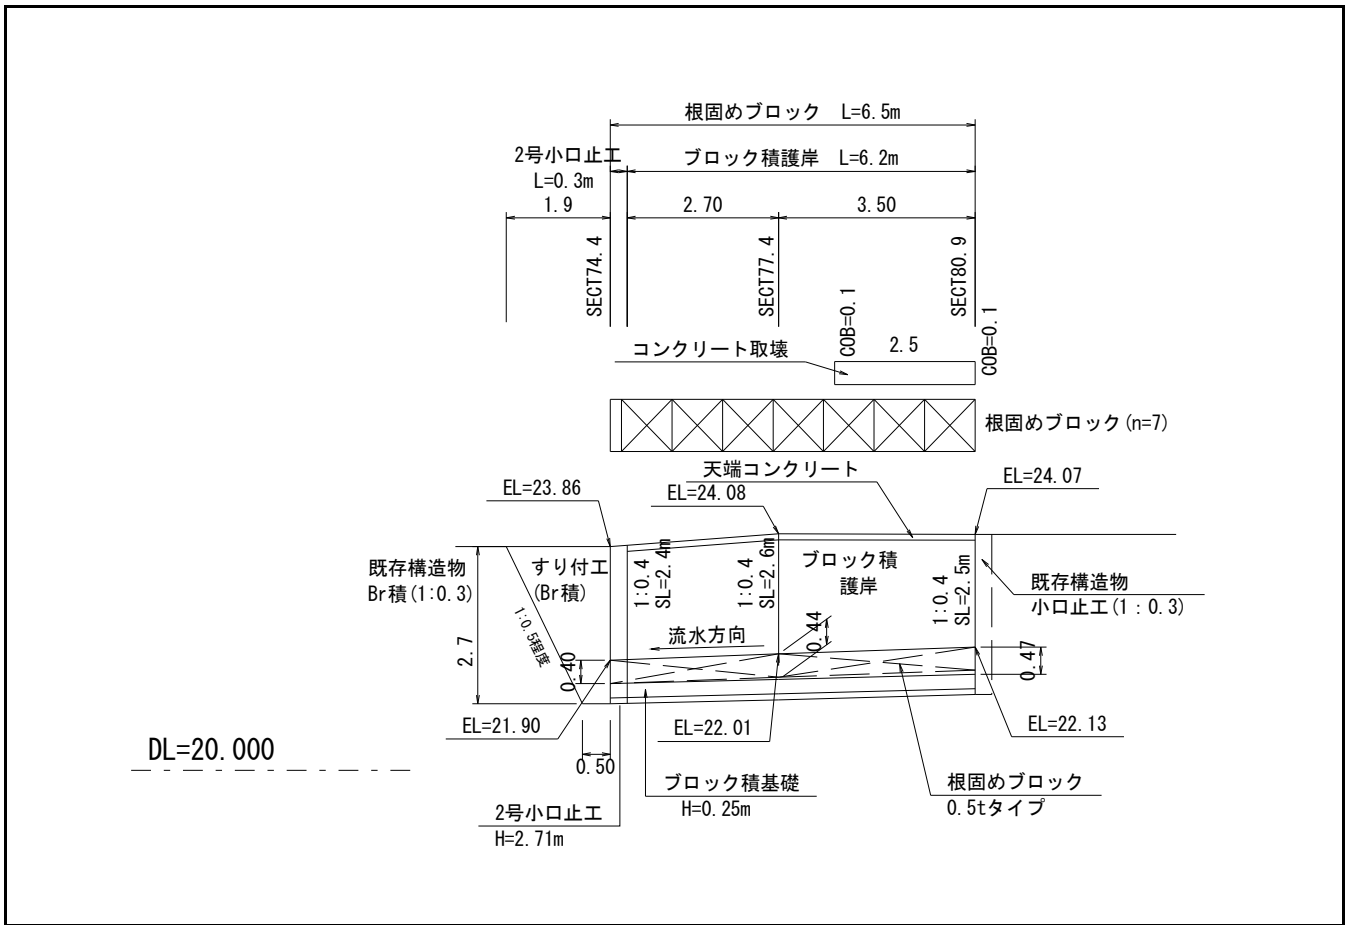 根固めブロック　L=6.5m
2号小口止工
L=0.3m
ブロック積護岸　L=6.2m
1.9
2.70
3.50
SECT74.4
SECT77.4
SECT80.9
コンクリート取壊
COB=0.1
2.5
COB=0.1
根固めブロック(n=7)
天端コンクリート
EL=23.86
EL=24.08
EL=24.07
既存構造物
Br積(1:0.3)
すり付工
(Br積)
1:0.5程度
1:0.4
SL=2.4m
1:0.4
SL=2.6m
ブロック積
護岸
1:0.4
SL=2.5m
既存構造物
小口止工(1：0.3)
流水方向
2.7
0.40
0.44
0.47
EL=21.90
EL=22.01
EL=22.13
DL=20.000
0.50
ブロック積基礎
H=0.25m
根固めブロック
0.5tタイプ
2号小口止工
H=2.71m